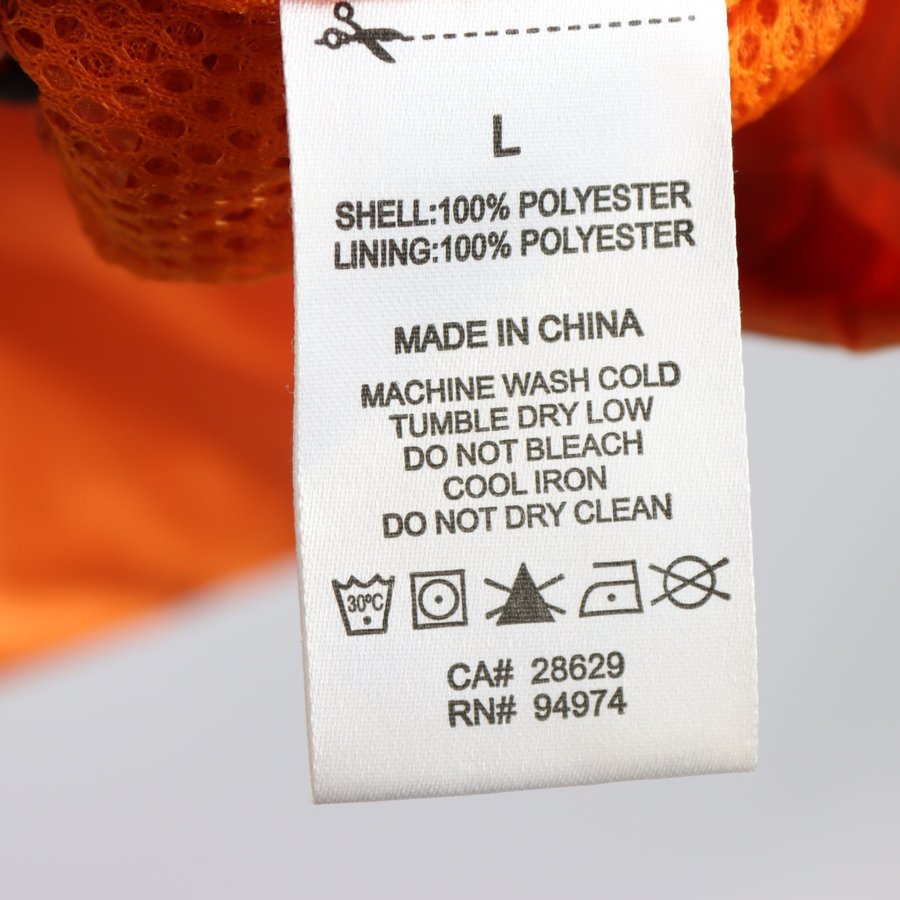 L
SHELL:100% POLYESTER
LINING:100% POLYESTER
MADE IN CHINA
MACHINE WASH COLD
TUMBLE DRY LOW
DO NOT BLEACH
COOL IRON
DO NOT DRY CLEAN
30°C
CA# 28629
RN# 94974